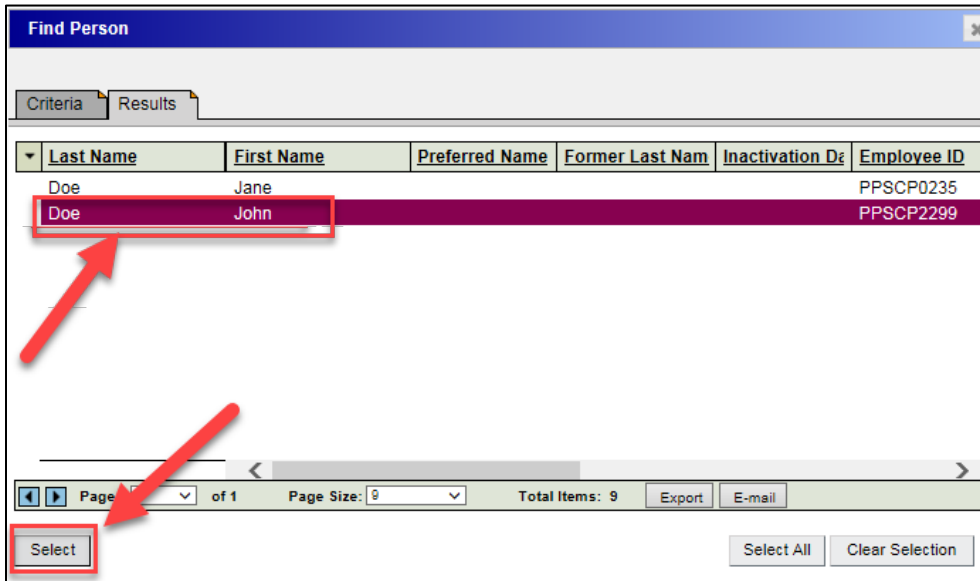 Find Person
Criteria Results
Last Name First Name Preferred Name Former Last Nam Inactivation Da Employee ID
Doe Jane PPSCP0235
Doe John PPSCP2299
Page of 1 Page Size: 9 Total Items: 9 Export E-mail
Select Select All Clear Selection